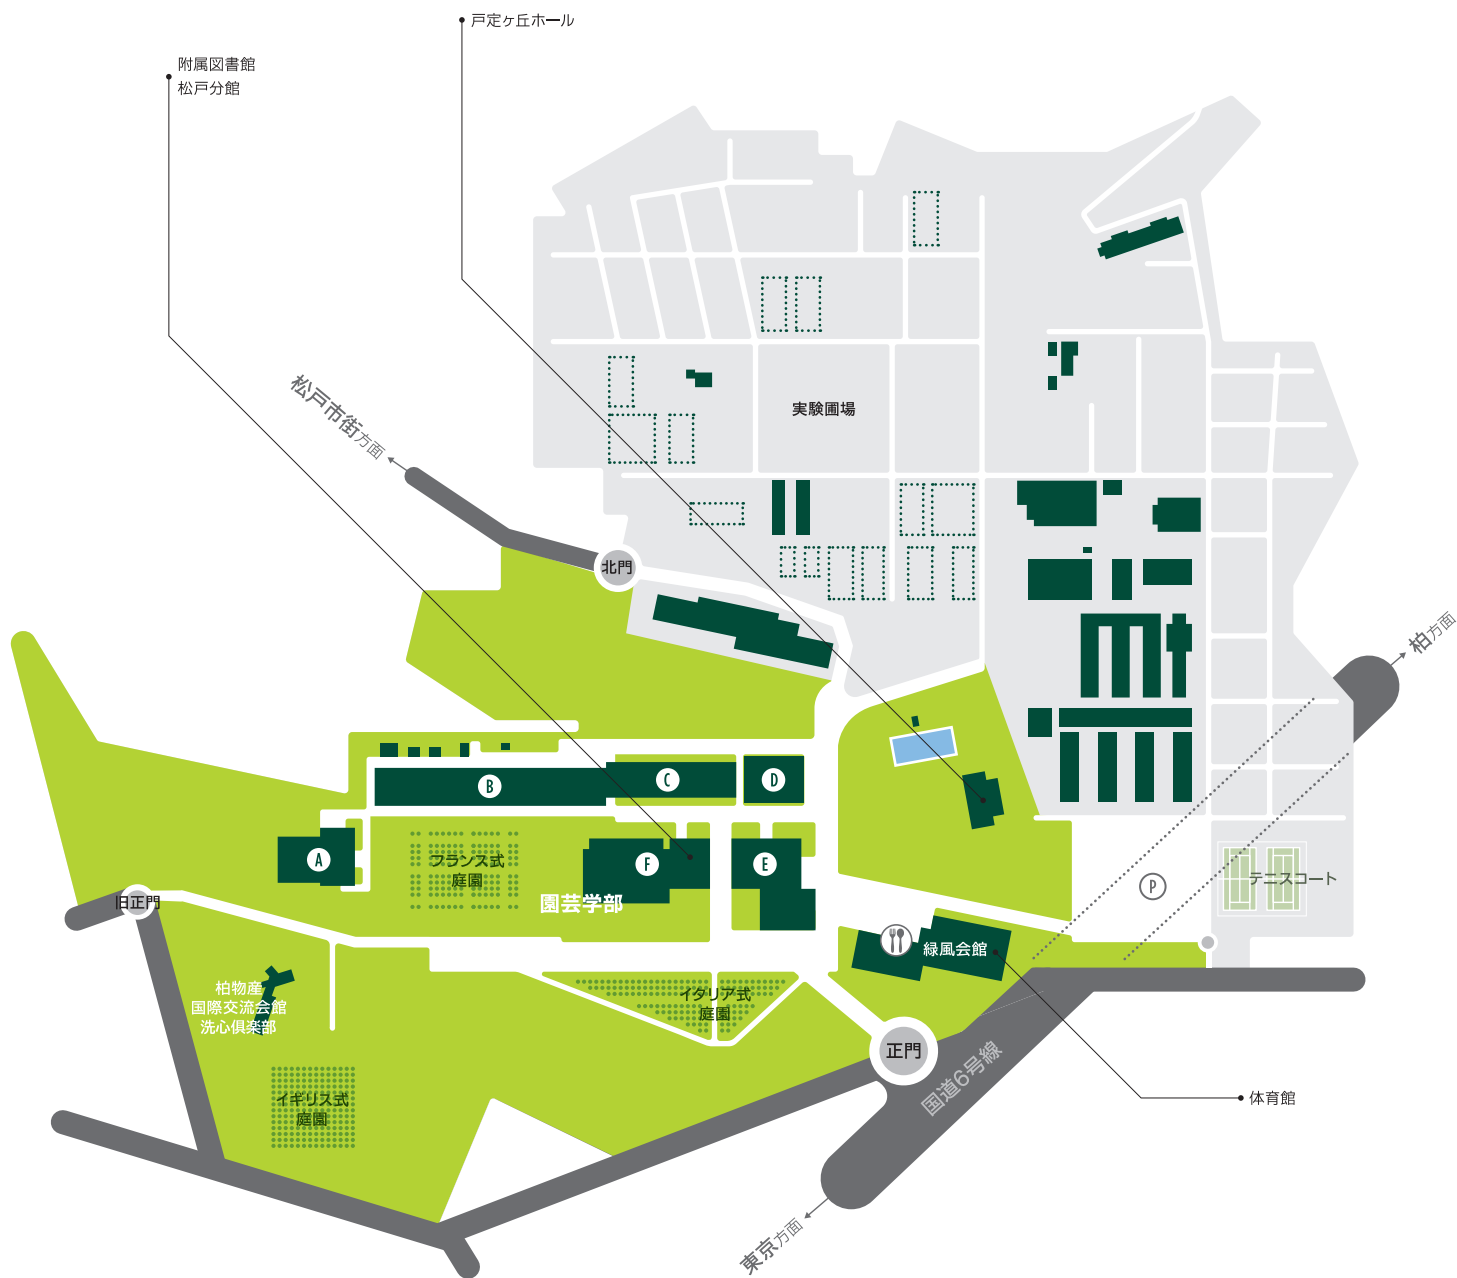 戸定ヶ丘ホール
附属図書館
松戸分館
松戸市街方面
実験圃場
北門
柏方面
B
C
D
A
F
E
フランス式
庭園
園芸学部
旧正門
P
テニスコート
緑風会館
柏物産
国際交流会館
洗心倶楽部
イタリア式
庭園
正門
国道6号線
体育館
イギリス式
庭園
東京方面